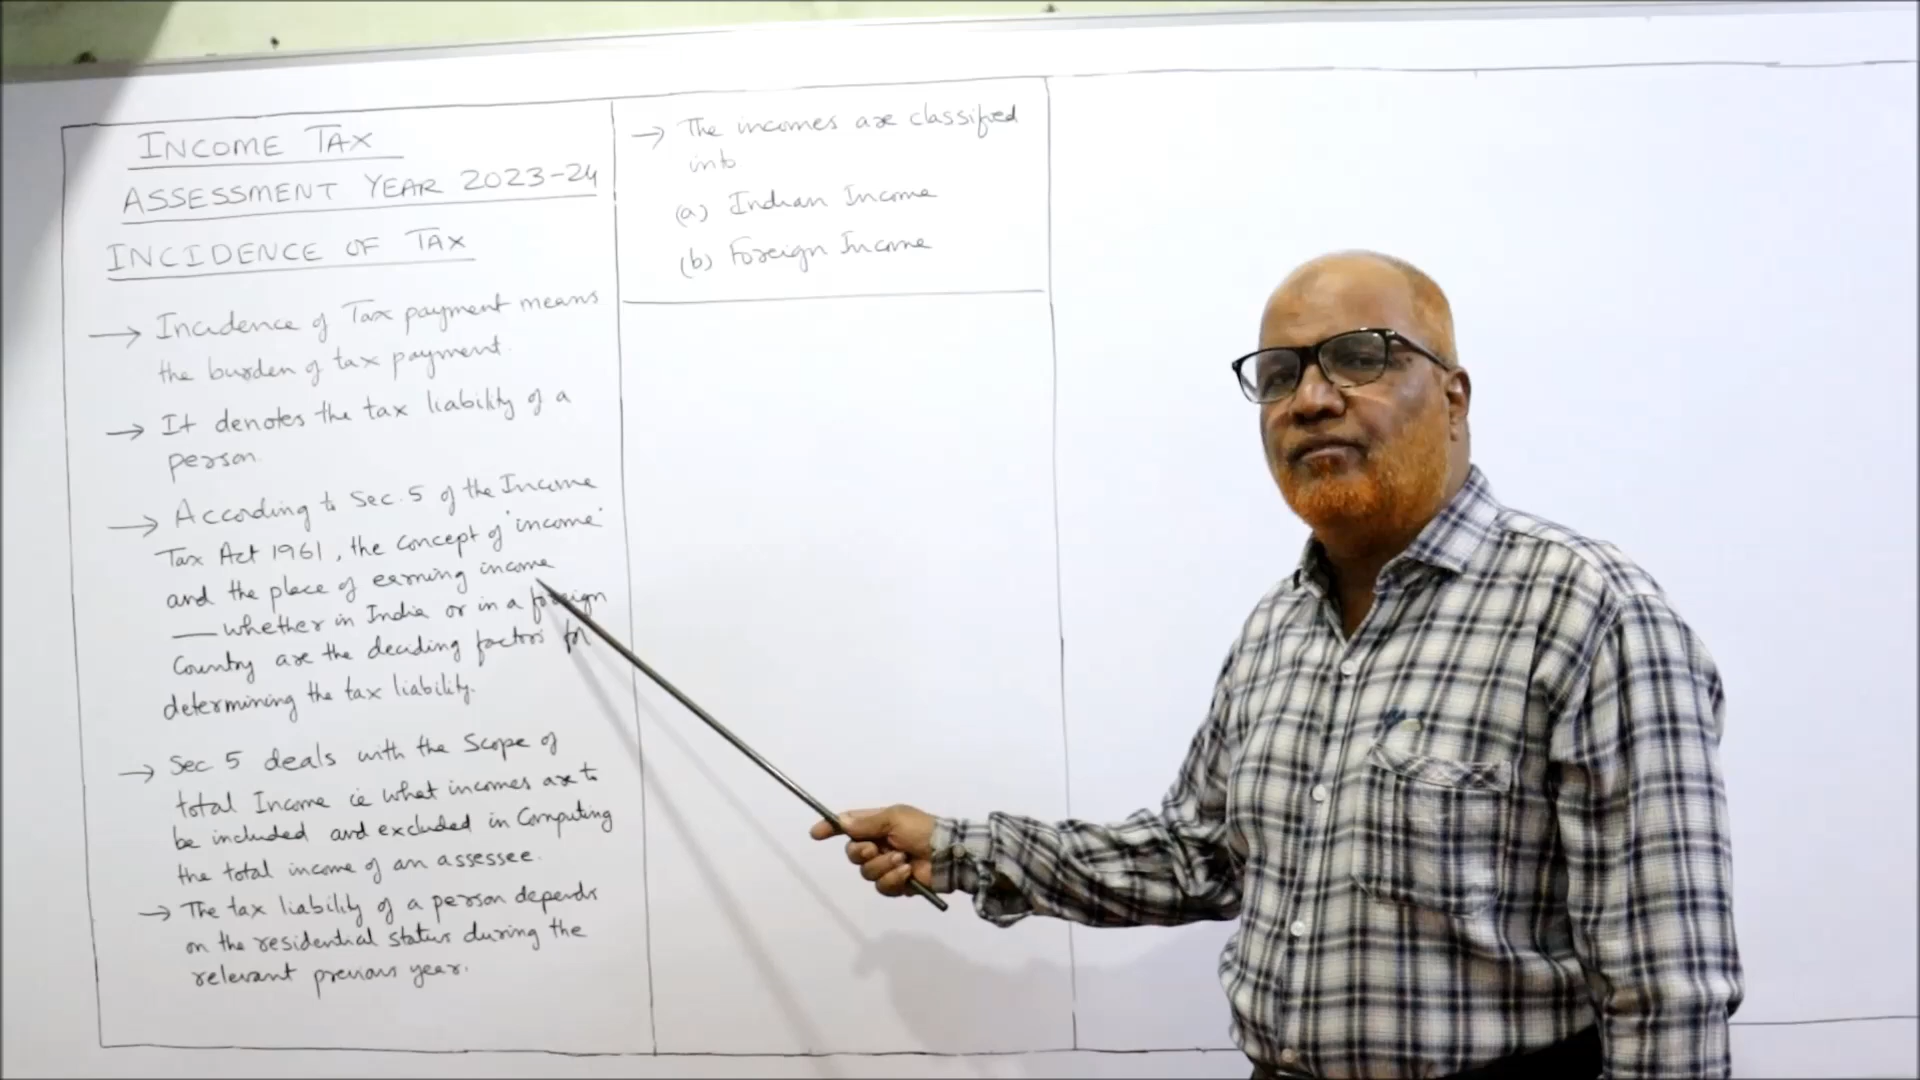 INCOME TAX
ASSESSMENT YEAR 2023-24
INCIDENCE OF TAX
→ Incidence of Tax payment means
the burden of tax payment.
→ It denotes the tax liability of a
person.
→ According to Sec. 5 of the Income
Tax Act 1961, the concept of 'income'
and the place of earning income
— whether in India or in a foreign
Country are the deciding factors for
determining the tax liability.
→ Sec 5 deals with the Scope of
total Income ie what incomes are to
be included and excluded in Computing
the total income of an assessee.
→ The tax liability of a person depends
on the residential status during the
relevant previous year.
→ The incomes are classified
into
(a) Indian Income
(b) Foreign Income